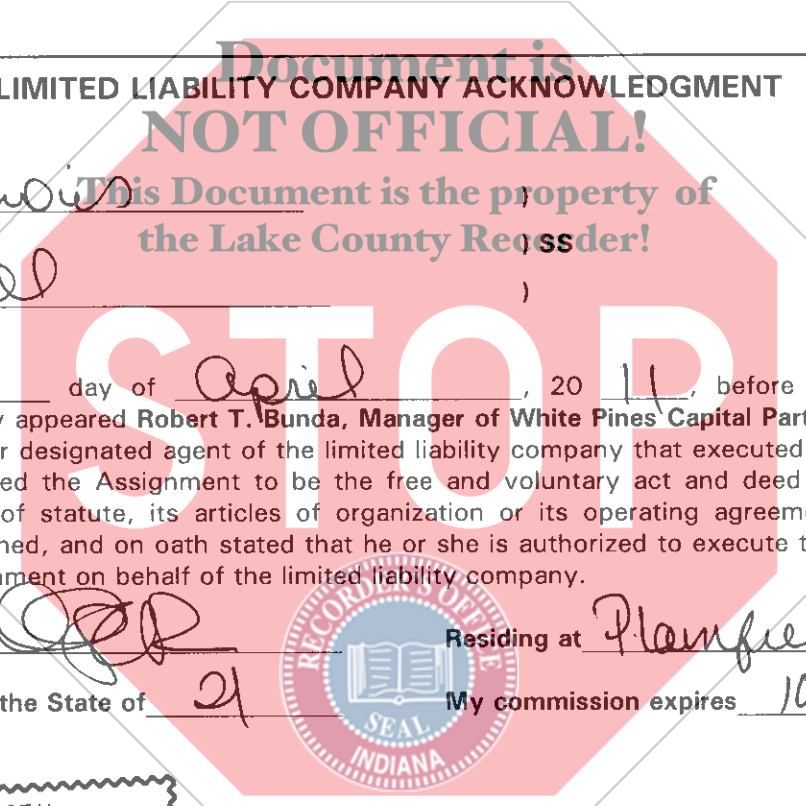 Document is
LIMITED LIABILITY COMPANY ACKNOWLEDGMENT
NOT OFFICIAL!
This Document is the property of
)
the Lake County Recorder!
) SS
)
STOP
day of April, 20 11, before
appeared Robert T. Bunda, Manager of White Pines Capital Part
r designated agent of the limited liability company that executed
ed the Assignment to be the free and voluntary act and deed
of statute, its articles of organization or its operating agreeme
ned, and on oath stated that he or she is authorized to execute t
nment on behalf of the limited liability company.
Residing at Plainfie
the State of
My commission expires 10
RECORDER'S OFFICE
SEAL
INDIANA